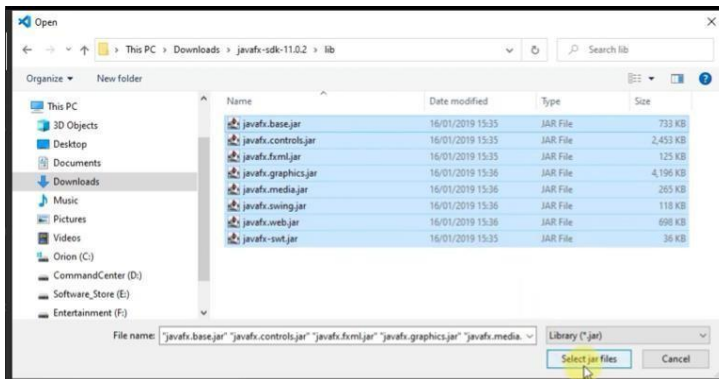 Open
This PC > Downloads > javafx-sdk-11.0.2 > lib
Search lib
Organize New folder
Name Date modified Type Size
This PC
3D Objects
Desktop
Documents
Downloads
Music
Pictures
Videos
Orion (C:)
CommandCenter (D:)
Software_Store (E:)
Entertainment (F:)
javafx.base.jar 16/01/2019 15:35 JAR File 733 KB
javafx.controls.jar 16/01/2019 15:35 JAR File 2,453 KB
javafx.fxml.jar 16/01/2019 15:35 JAR File 125 KB
javafx.graphics.jar 16/01/2019 15:36 JAR File 4,196 KB
javafx.media.jar 16/01/2019 15:36 JAR File 265 KB
javafx.swing.jar 16/01/2019 15:36 JAR File 118 KB
javafx.web.jar 16/01/2019 15:36 JAR File 698 KB
javafx-swt.jar 16/01/2019 15:35 JAR File 36 KB
File name: "javafx.base.jar" "javafx.controls.jar" "javafx.fxml.jar" "javafx.graphics.jar" "javafx.media.
Library (*.jar)
Select jar files Cancel